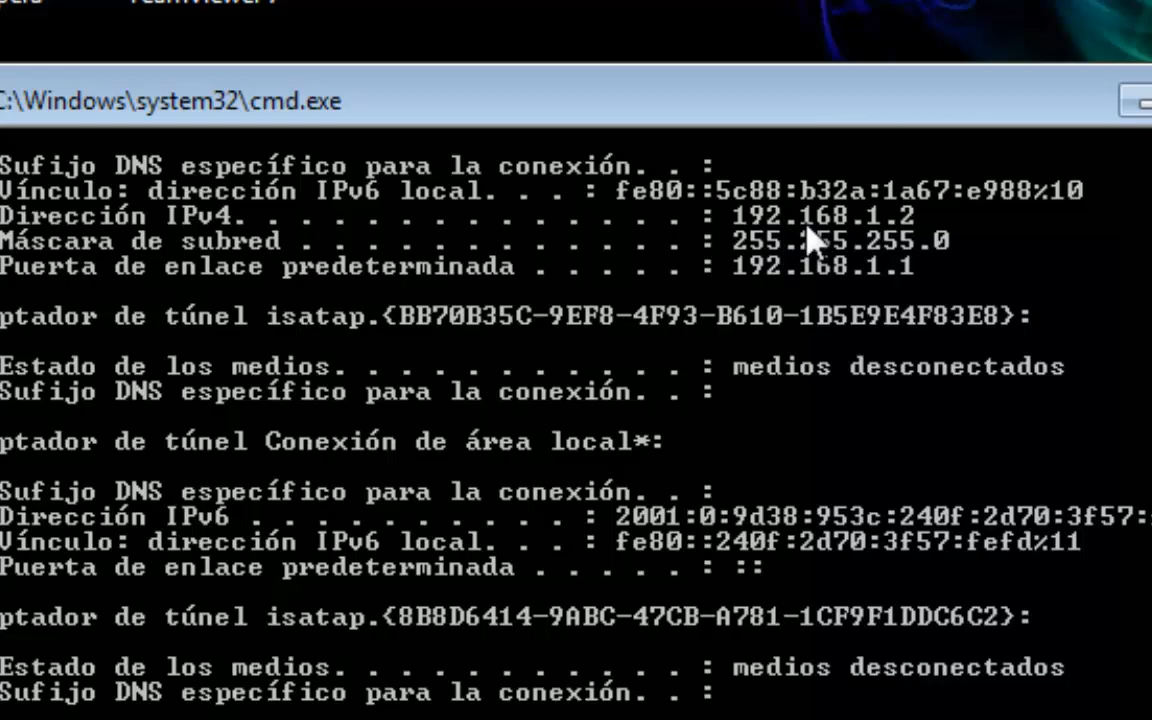 TeamViewer 7
C:\Windows\system32\cmd.exe
Sufijo DNS específico para la conexión. . :
Vínculo: dirección IPv6 local. . . : fe80::5c88:b32a:1a67:e988%10
Dirección IPv4. . . . . . . . . . . . . . : 192.168.1.2
Máscara de subred . . . . . . . . . . . . : 255.255.255.0
Puerta de enlace predeterminada . . . . . : 192.168.1.1
ptador de túnel isatap.{BB70B35C-9EF8-4F93-B610-1B5E9E4F83E8}:
Estado de los medios. . . . . . . . . . . : medios desconectados
Sufijo DNS específico para la conexión. . :
ptador de túnel Conexión de área local*:
Sufijo DNS específico para la conexión. . :
Dirección IPv6 . . . . . . . . . . : 2001:0:9d38:953c:240f:2d70:3f57:
Vínculo: dirección IPv6 local. . . : fe80::240f:2d70:3f57:fefd%11
Puerta de enlace predeterminada . . . . . : ::
ptador de túnel isatap.{8B8D6414-9ABC-47CB-A781-1CF9F1DDC6C2}:
Estado de los medios. . . . . . . . . . . : medios desconectados
Sufijo DNS específico para la conexión. . :